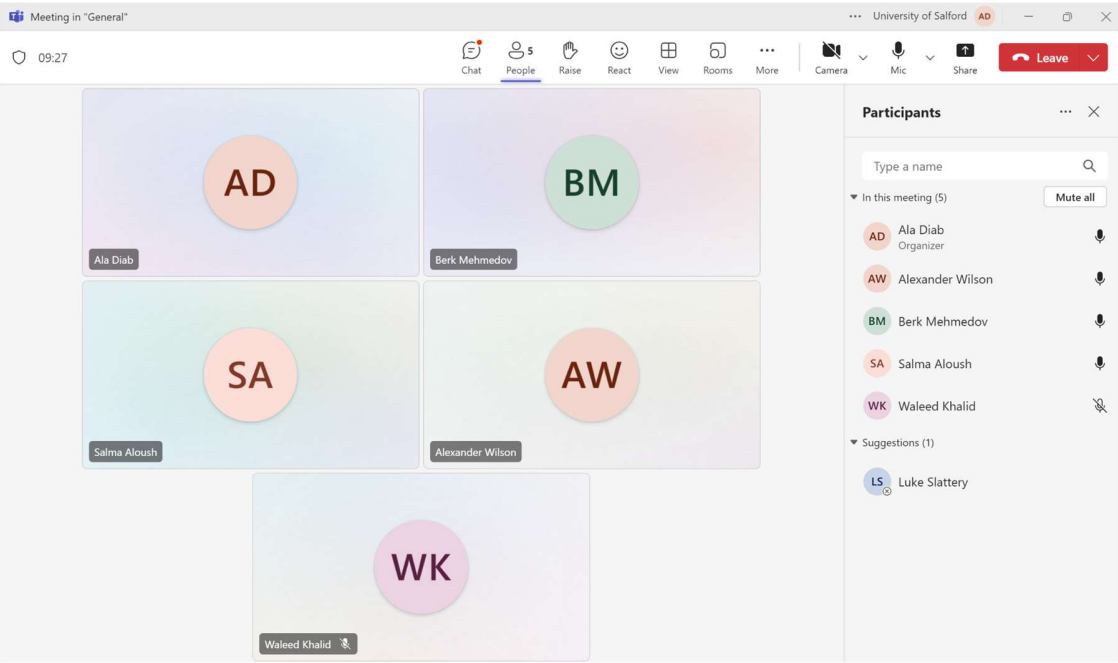 Meeting in "General"
University of Salford AD
09:27
Chat
5
People
Raise
React
View
Rooms
More
Camera
Mic
Share
Leave
AD
Ala Diab
BM
Berk Mehmedov
SA
Salma Aloush
AW
Alexander Wilson
WK
Waleed Khalid
Participants
Type a name
In this meeting (5)
Mute all
AD Ala Diab
Organizer
AW Alexander Wilson
BM Berk Mehmedov
SA Salma Aloush
WK Waleed Khalid
Suggestions (1)
LS Luke Slattery